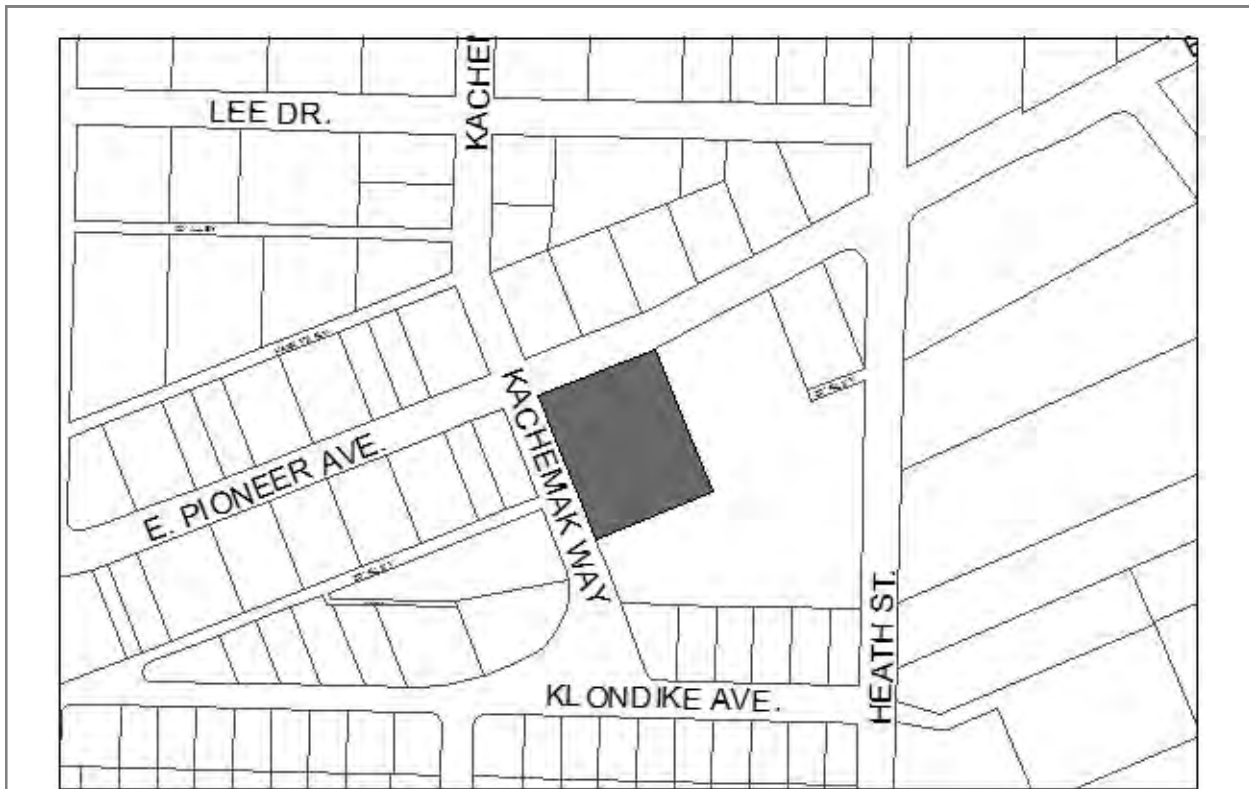 LEE DR.
KACHE
E. PIONEER AVE.
KACHEMAK WAY
HEATH ST.
KLONDIKE AVE.